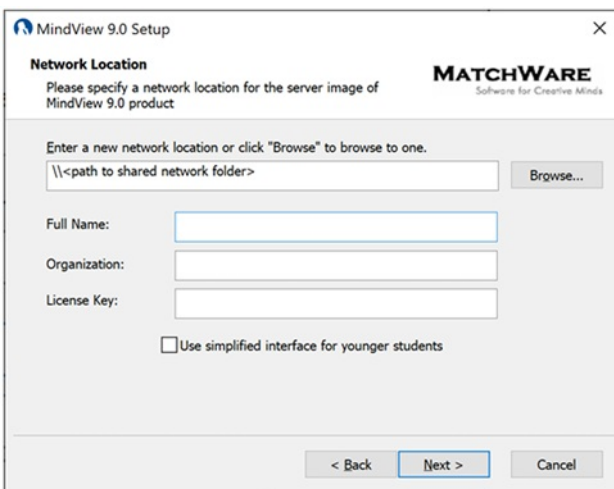 MindView 9.0 Setup
Network Location
Please specify a network location for the server image of
MindView 9.0 product
MATCHWARE
Software for Creative Minds
Enter a new network location or click "Browse" to browse to one.
\\<path to shared network folder>
Browse...
Full Name:
Organization:
License Key:
Use simplified interface for younger students
< Back
Next >
Cancel